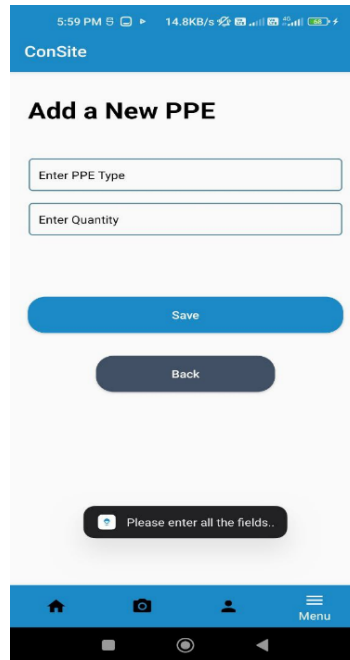 5:59 PM 14.8KB/s
ConSite
Add a New PPE
Enter PPE Type
Enter Quantity
Save
Back
Please enter all the fields..
Menu